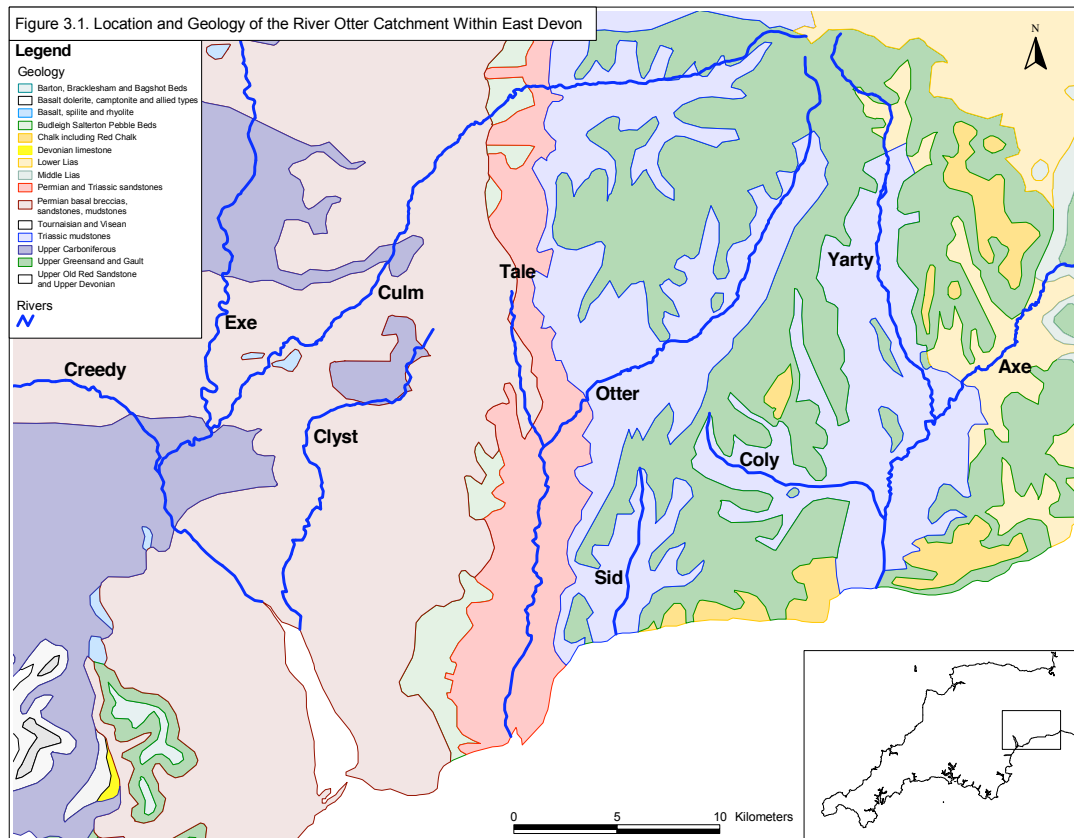 Figure 3.1. Location and Geology of the River Otter Catchment Within East Devon
Legend
Geology
Barton, Bracklesham and Bagshot Beds
Basalt dolerite, camptonite and allied types
Basalt, spilite and rhyolite
Budleigh Salterton Pebble Beds
Chalk including Red Chalk
Devonian limestone
Lower Lias
Middle Lias
Permian and Triassic sandstones
Permian basal breccias,
sandstones, mudstones
Tournaisian and Visean
Triassic mudstones
Upper Carboniferous
Upper Greensand and Gault
Upper Old Red Sandstone
and Upper Devonian
Rivers
N
Tale
Yarty
Culm
Exe
Creedy
Axe
Otter
Clyst
Coly
Sid
0 5 10 Kilometers